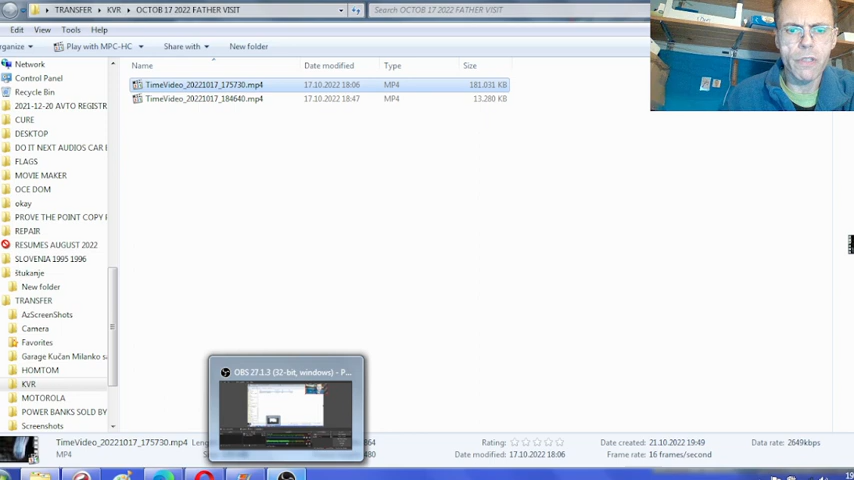 TRANSFER KVR OCTOB 17 2022 FATHER VISIT
Search OCTOB 17 2022 FATHER VISIT
Edit View Tools Help
Play with MPC-HC Share with New folder
Name Date modified Type Size
TimeVideo_20221017_175730.mp4 17.10.2022 18:06 MP4 181.031 KB
TimeVideo_20221017_184640.mp4 17.10.2022 18:47 MP4 13.280 KB
Network
Control Panel
Recycle Bin
2021-12-20 AVTO REGISTR
CURE
DESKTOP
DO IT NEXT AUDIOS CAR
FLAGS
MOVIE MAKER
OCE DOM
okay
PROVE THE POINT COPY
REPAIR
RESUMES AUGUST 2022
SLOVENIA 1995 1996
štukanje
New folder
TRANSFER
AzScreenShots
Camera
Favorites
Garage Kučan Milanko
HOMTOM
KVR
MOTOROLA
POWER BANKS SOLD BY
Screenshots
OBS 27.1.3 (32-bit, windows) - P...
TimeVideo_20221017_175730.mp4
MP4
Rating:
Date modified: 17.10.2022 18:06
Date created: 21.10.2022 19:49
Frame rate: 16 frames/second
Data rate: 2649kbps